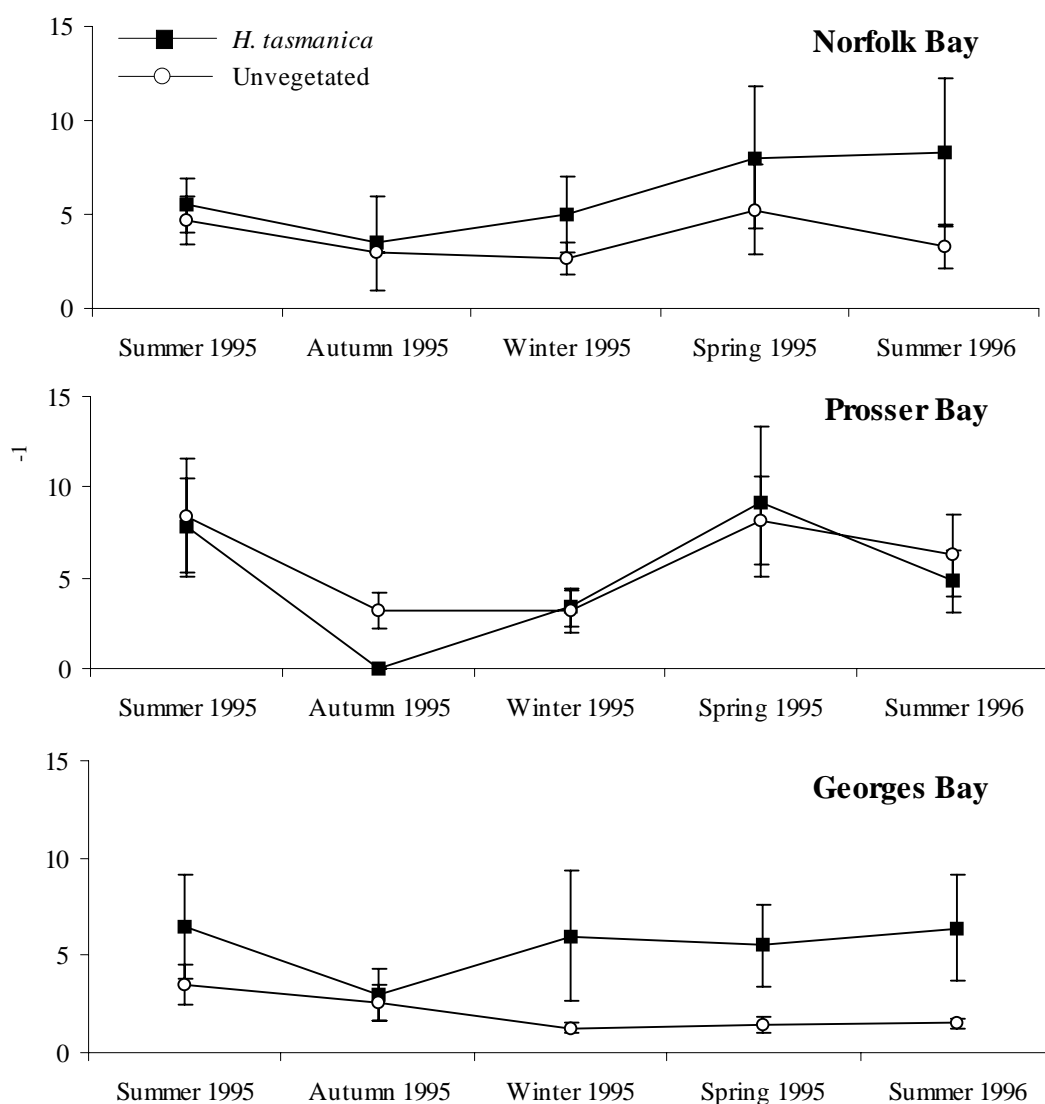 15
H. tasmanica
Norfolk Bay
Unvegetated
10
5
0
Summer 1995 Autumn 1995 Winter 1995 Spring 1995 Summer 1996
15
Prosser Bay
-1
10
5
0
Summer 1995 Autumn 1995 Winter 1995 Spring 1995 Summer 1996
15
Georges Bay
10
5
0
Summer 1995 Autumn 1995 Winter 1995 Spring 1995 Summer 1996